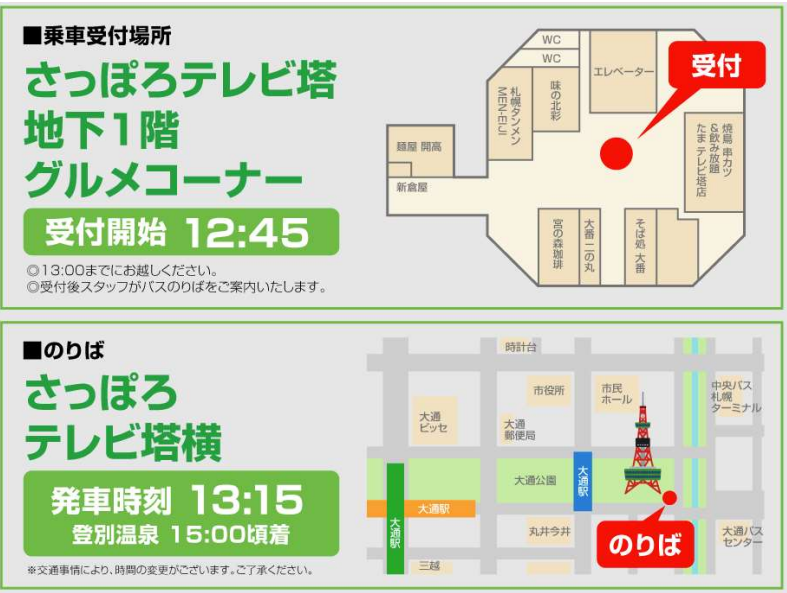 ■乗車受付場所
さっぽろテレビ塔
地下1階
グルメコーナー
受付開始 12:45
◎13:00までにお越しください。
◎受付後スタッフがバスのりばをご案内いたします。
WC
WC
エレベーター
受付
味の北彩
札幌タンメン
MEN-EIJI
麺屋 開高
新倉屋
焼鳥 串カツ
&飲み放題
たま テレビ塔店
宮の森珈琲
大番 二の丸
そば処 大番
■のりば
さっぽろ
テレビ塔横
発車時刻 13:15
登別温泉 15:00頃着
※交通事情により、時間の変更がございます。ご了承ください。
時計台
市役所
市民
ホール
中央バス
札幌
ターミナル
大通
ビッセ
大通
郵便局
大通公園
大通駅
大通駅
大通駅
丸井今井
のりば
大通バス
センター
三越